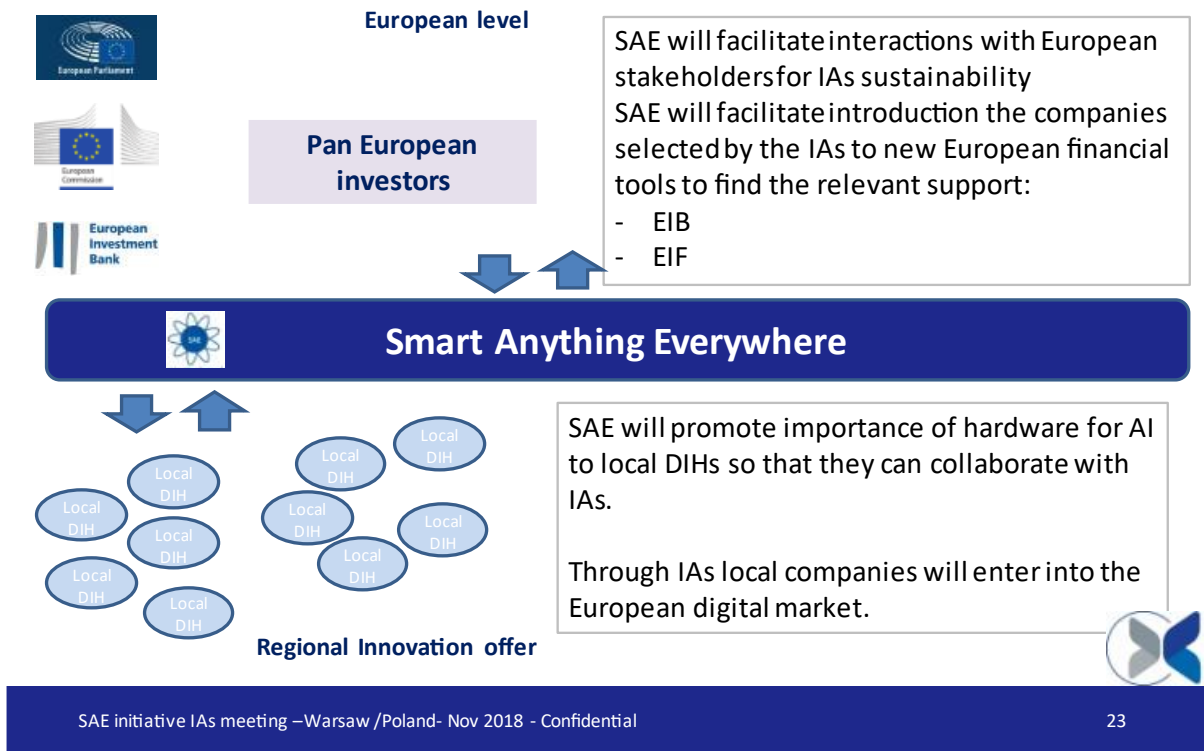 European level
European Parliament
European
Commission
European
Investment
Bank
Pan European
investors
SAE will facilitate interactions with European
stakeholders for IAs sustainability
SAE will facilitate introduction the companies
selected by the IAs to new European financial
tools to find the relevant support:
- EIB
- EIF
SAE
Smart Anything Everywhere
Local
DIH
Local
DIH
Local
DIH
Local
DIH
Local
DIH
Local
DIH
Local
DIH
Local
DIH
Local
DIH
Local
DIH
SAE will promote importance of hardware for AI
to local DIHs so that they can collaborate with
IAs.
Through IAs local companies will enter into the
European digital market.
Regional Innovation offer
SAE initiative IAs meeting –Warsaw /Poland- Nov 2018 - Confidential
23